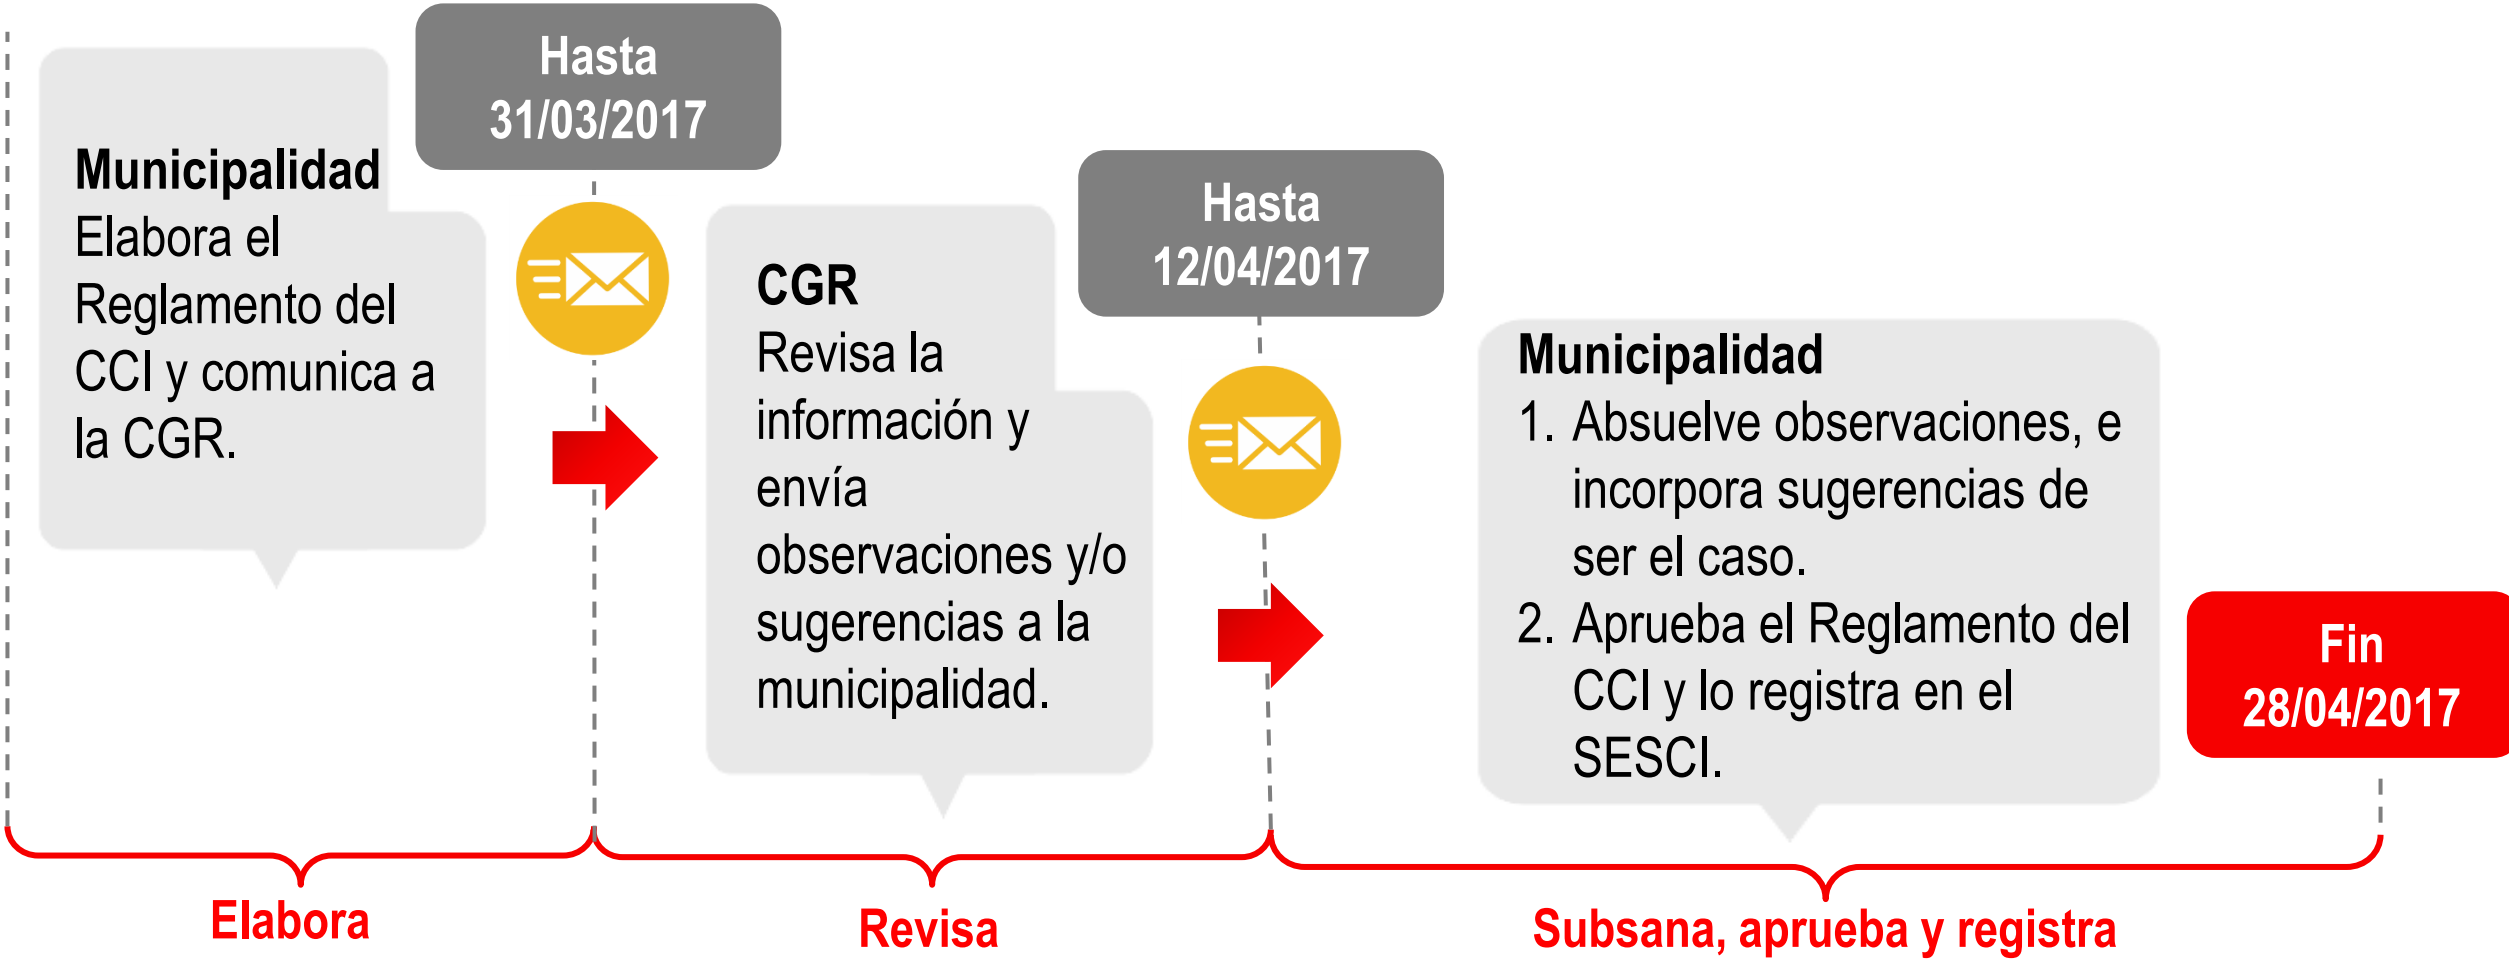 Hasta
31/03/2017
Municipalidad
Elabora el
Reglamento del
CCI y comunica a
la CGR.
Hasta
12/04/2017
CGR
Revisa la
información y
envía
observaciones y/o
sugerencias a la
municipalidad.
Municipalidad
1. Absuelve observaciones, e
incorpora sugerencias de
ser el caso.
2. Aprueba el Reglamento del
CCI y lo registra en el
SESCI.
Fin
28/04/2017
Elabora
Revisa
Subsana, aprueba y registra